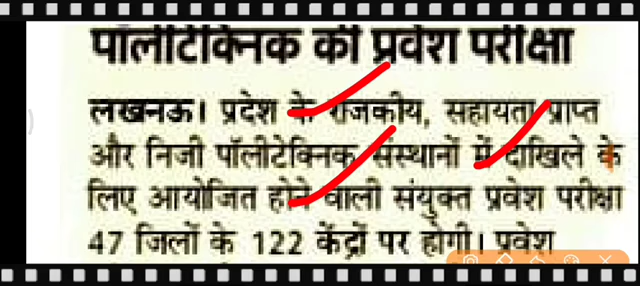 पॉलीटेक्निक की प्रवेश परीक्षा
लखनऊ। प्रदेश के राजकीय, सहायता प्राप्त
और निजी पॉलीटेक्निक संस्थानों में दाखिले के
लिए आयोजित होने वाली संयुक्त प्रवेश परीक्षा
47 जिलों के 122 केंद्रों पर होगी। प्रवेश